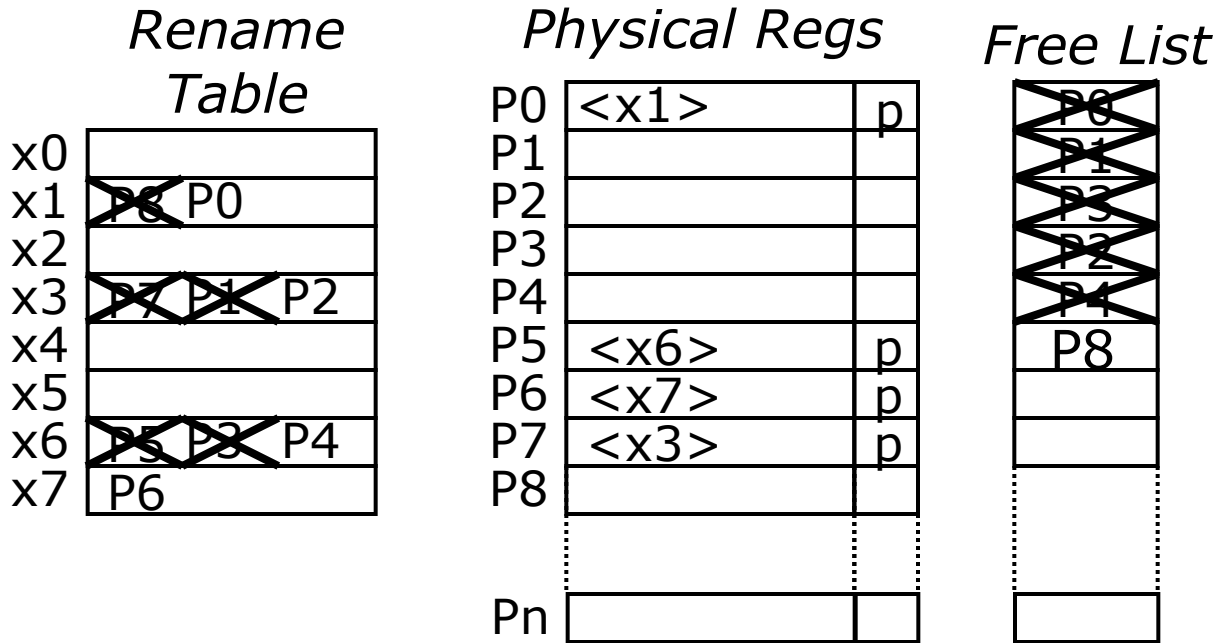 Rename
Table
x0
x1 P8 P0
x2
x3 P7 P1 P2
x4
x5
x6 P5 P3 P4
x7 P6
Physical Regs
P0 <x1> p
P1
P2
P3
P4
P5 <x6> p
P6 <x7> p
P7 <x3> p
P8
Pn
Free List
P0
P1
P3
P2
P4
P8